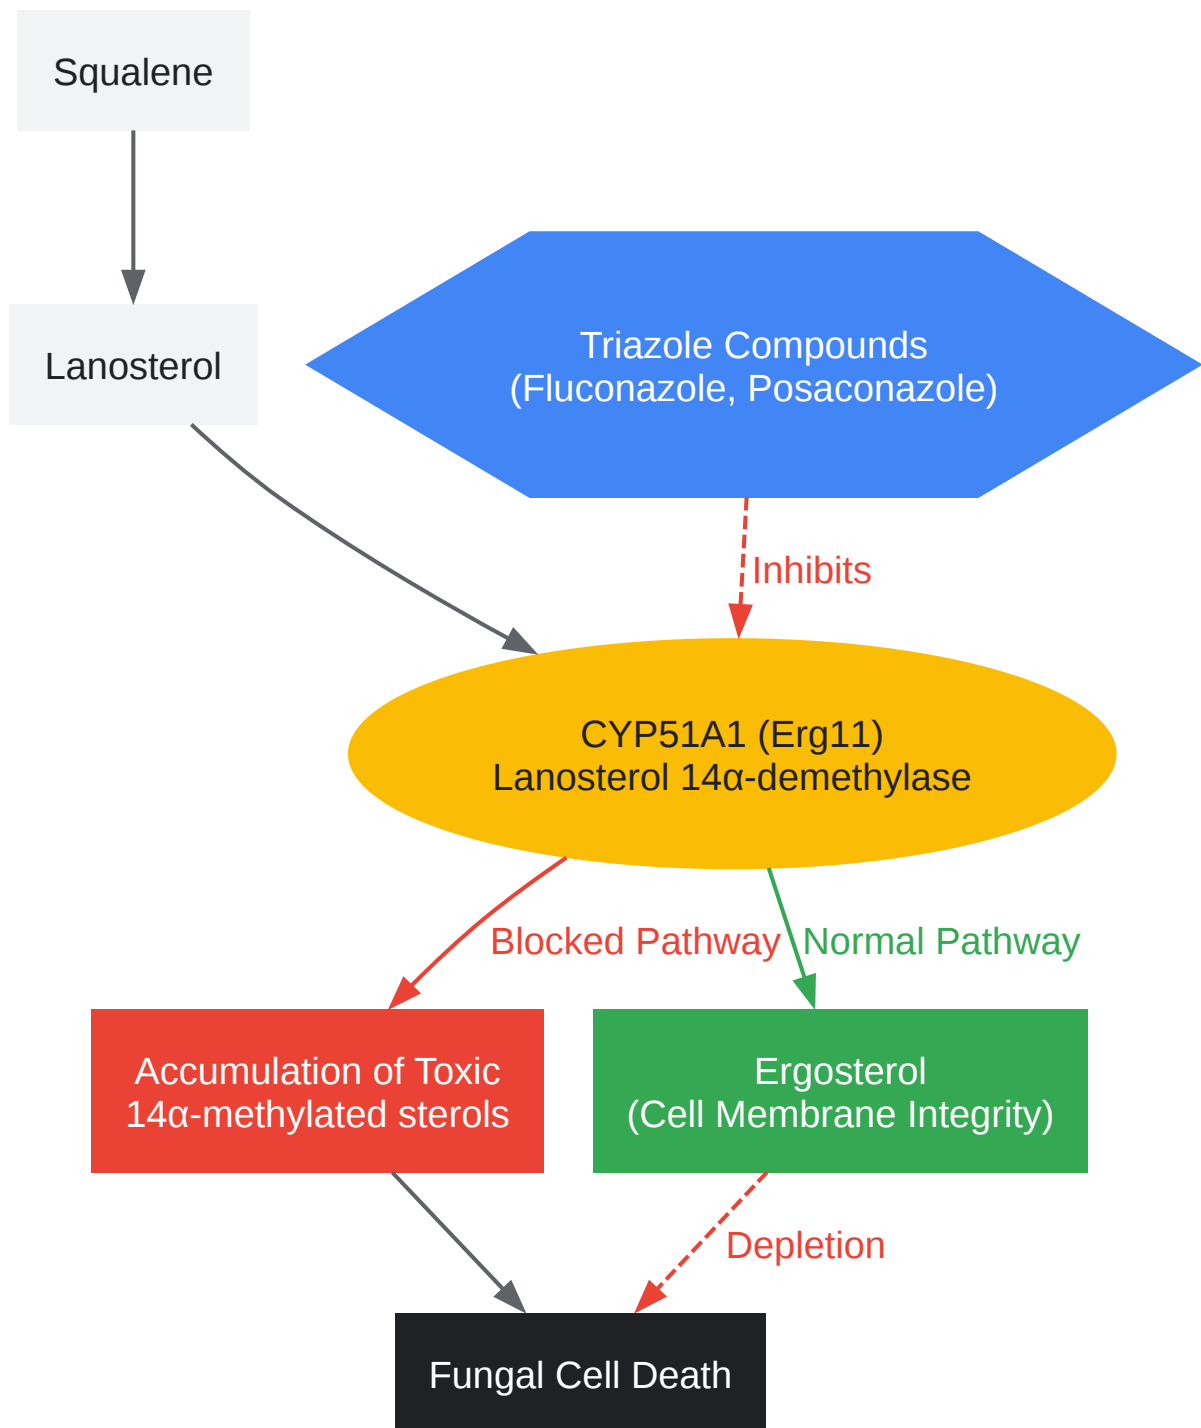 Squalene
Lanosterol
Triazole Compounds
(Fluconazole, Posaconazole)
Inhibits
CYP51A1 (Erg11)
Lanosterol 14α-demethylase
Blocked Pathway
Normal Pathway
Accumulation of Toxic
14α-methylated sterols
Ergosterol
(Cell Membrane Integrity)
Depletion
Fungal Cell Death